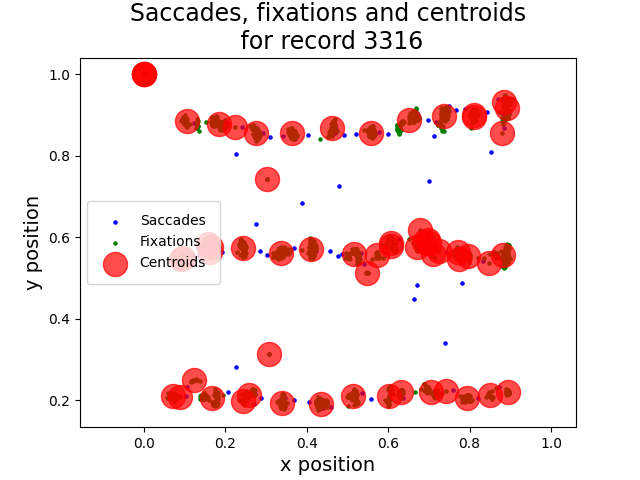 Saccades, fixations and centroids
for record 3316
1.0
0.8
0.6
0.4
0.2
y position
Saccades
Fixations
Centroids
0.0 0.2 0.4 0.6 0.8 1.0
x position